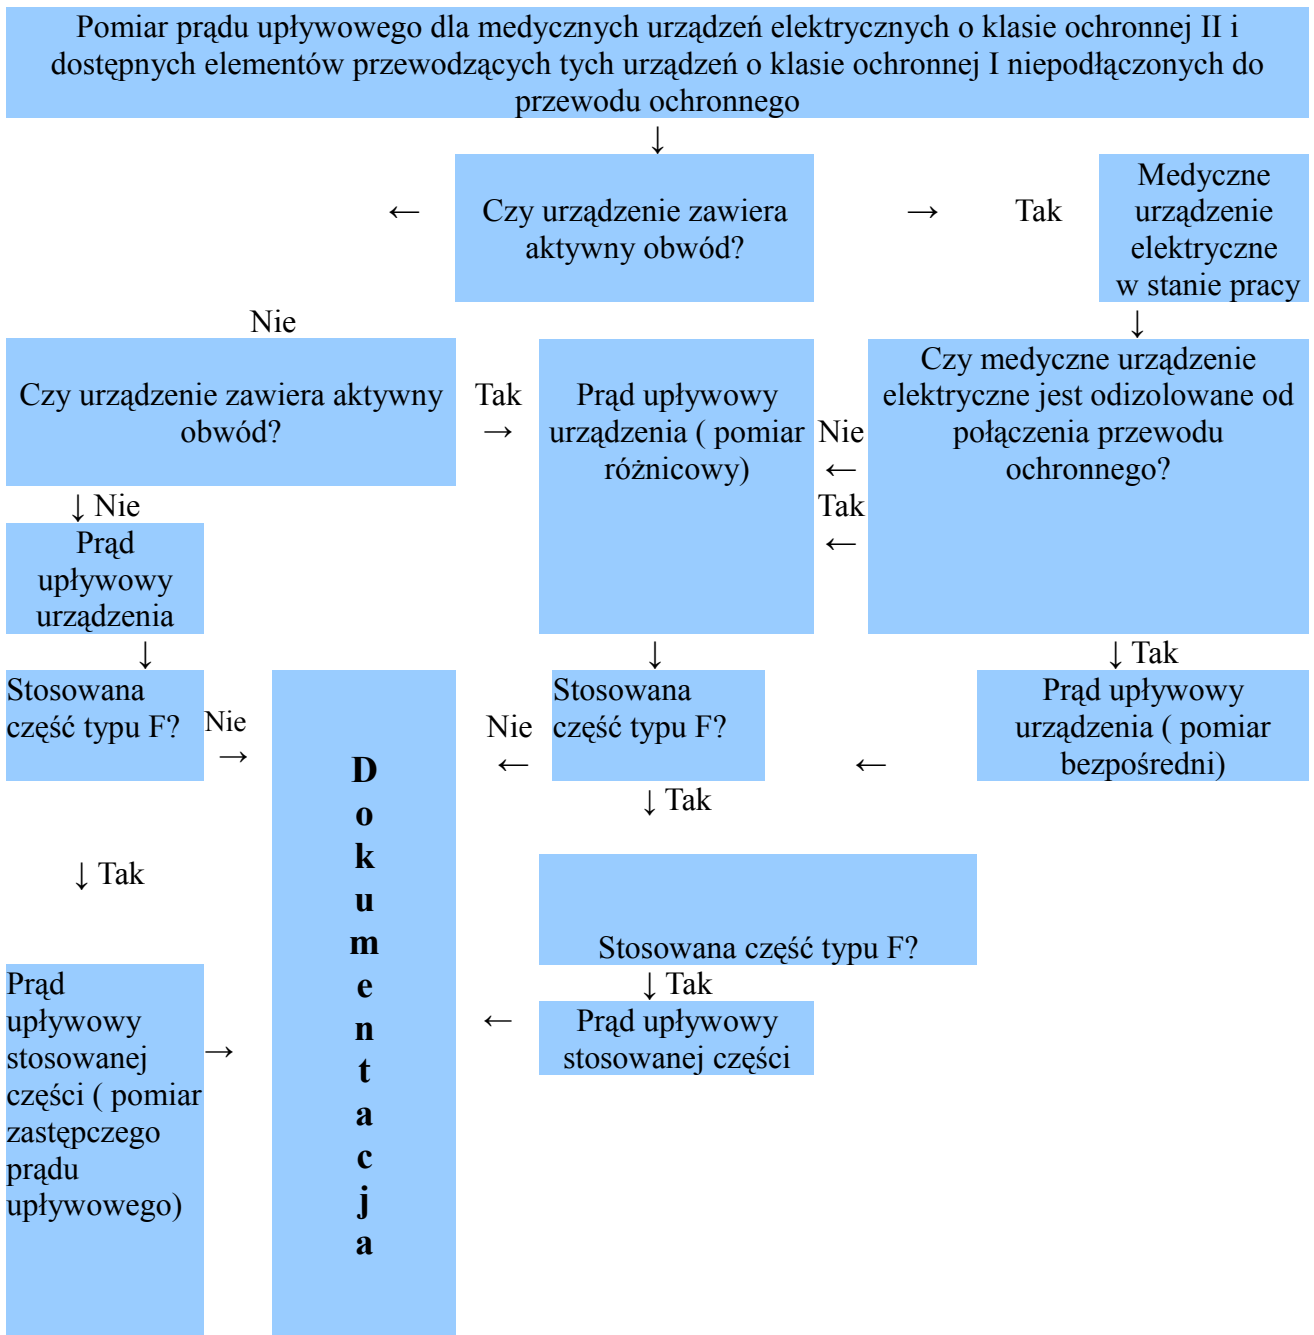 Pomiar prądu upływowego dla medycznych urządzeń elektrycznych o klasie ochronnej II i
dostępnych elementów przewodzących tych urządzeń o klasie ochronnej I niepodłączonych do
przewodu ochronnego
↓
←
Czy urządzenie zawiera
aktywny obwód?
→
Tak
Medyczne
urządzenie
elektryczne
w stanie pracy
Nie
↓
Czy urządzenie zawiera aktywny
obwód?
Tak
→
Prąd upływowy
urządzenia ( pomiar
różnicowy)
Nie
←
Tak
←
Czy medyczne urządzenie
elektryczne jest odizolowane od
połączenia przewodu
ochronnego?
↓ Nie
Prąd
upływowy
urządzenia
↓
↓
↓ Tak
Stosowana
część typu F?
Nie
→
D
o
k
u
m
e
n
t
a
c
j
a
Nie
←
Stosowana
część typu F?
←
Prąd upływowy
urządzenia ( pomiar
bezpośredni)
↓ Tak
↓ Tak
Stosowana część typu F?
↓ Tak
Prąd
upływowy
stosowanej
części ( pomiar
zastępczego
prądu
upływowego)
→
←
Prąd upływowy
stosowanej części